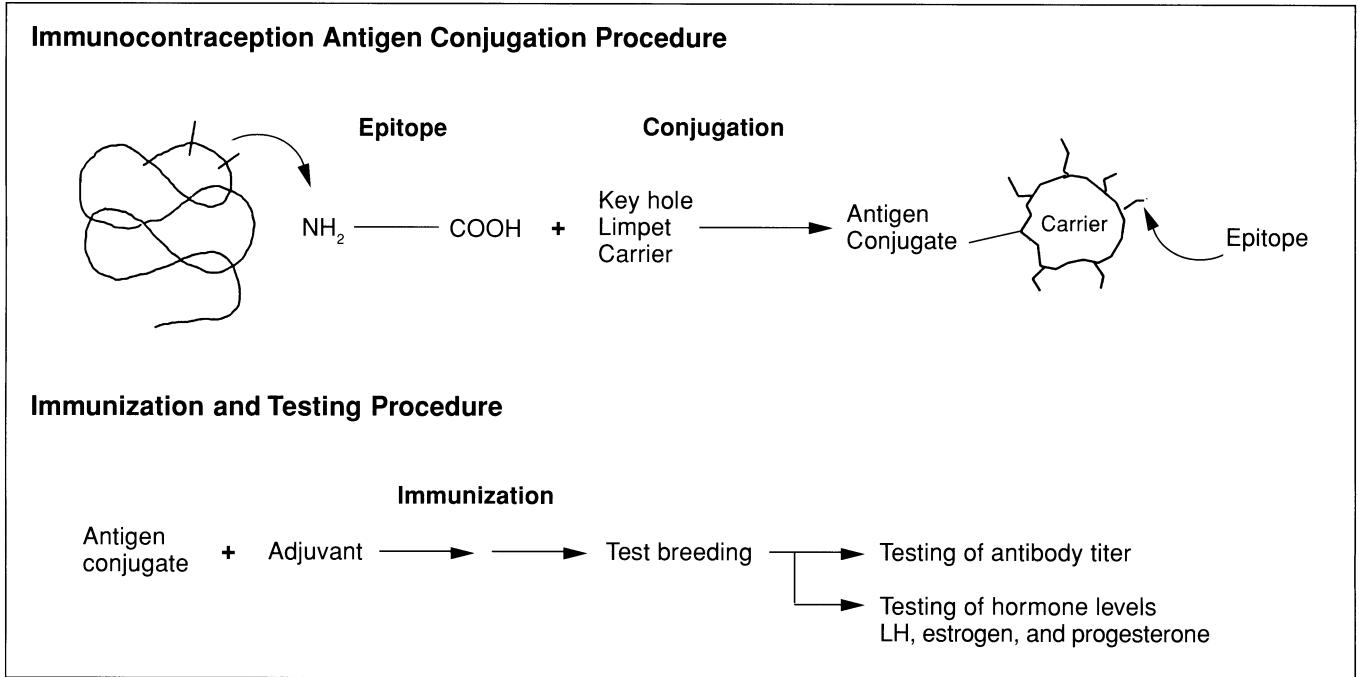 Immunocontraception Antigen Conjugation Procedure
Epitope
Conjugation
NH2
COOH
+
Key hole
Limpet
Carrier
Antigen
Conjugate
Carrier
Epitope
Immunization and Testing Procedure
Immunization
Antigen
conjugate
+
Adjuvant
Test breeding
Testing of antibody titer
Testing of hormone levels
LH, estrogen, and progesterone